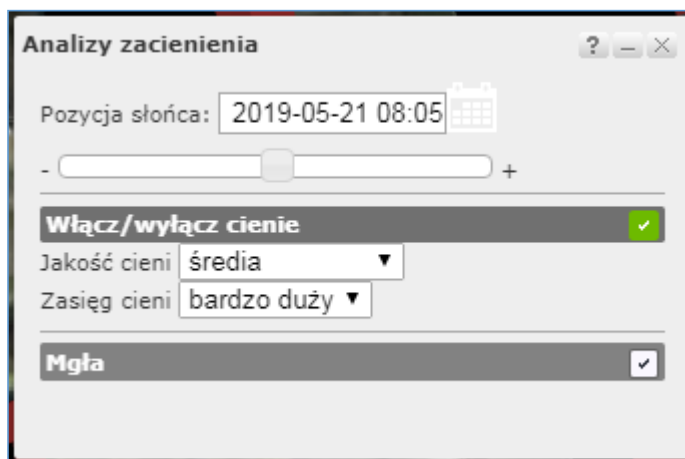 Analizy zacienienia ?
Pozycja słońca: 2019-05-21 08:05
- +
Włącz/wyłącz cienie
Jakość cieni średia
Zasięg cieni bardzo duży
Mgła